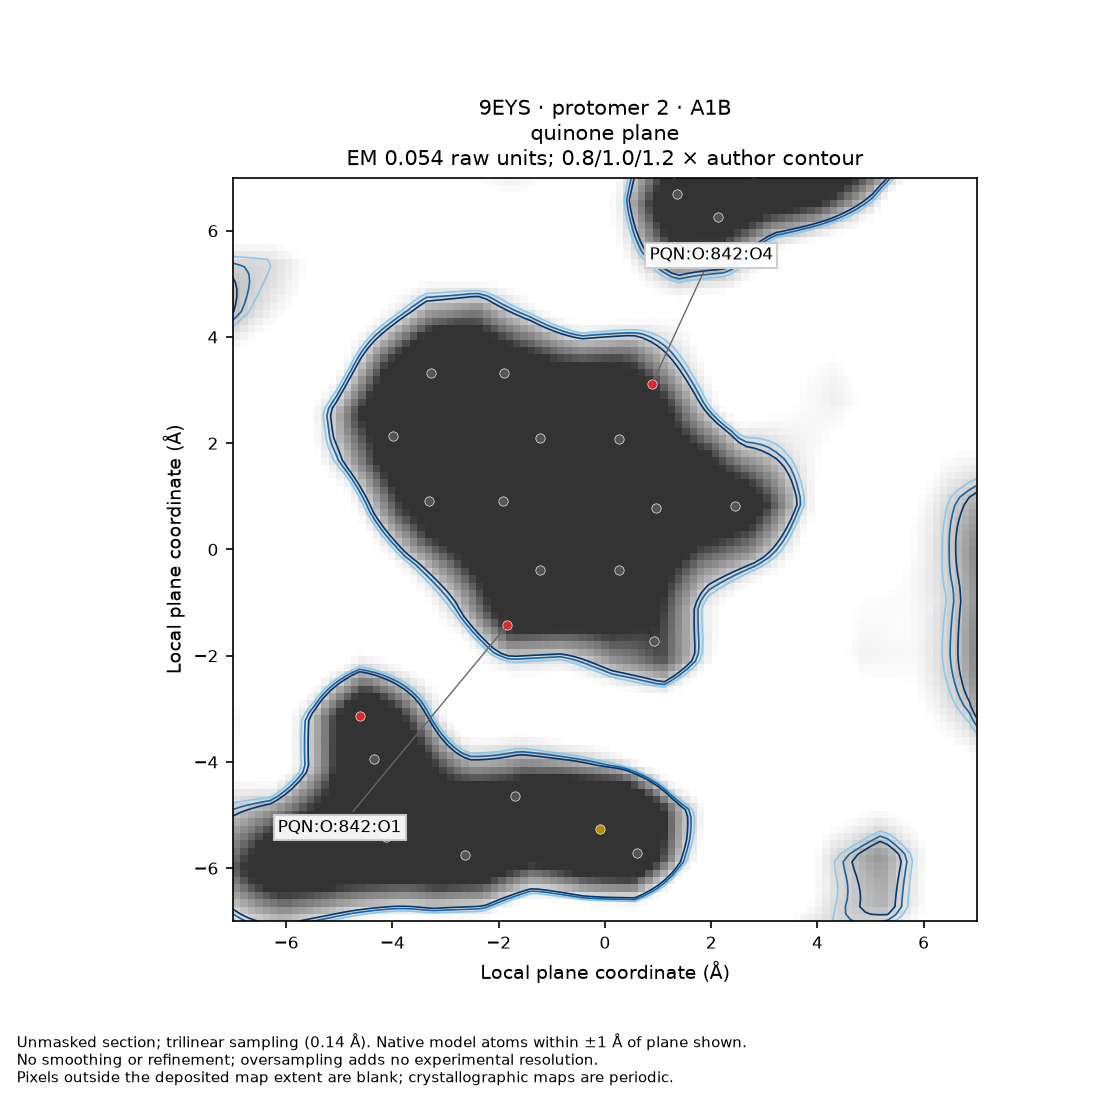 9EYS · protomer 2 · A1B
quinone plane
EM 0.054 raw units; 0.8/1.0/1.2 × author contour
PQN:O:842:O4
PQN:O:842:O1
Local plane coordinate (Å)
6
4
2
0
−2
−4
−6
−6 −4 −2 0 2 4 6
Local plane coordinate (Å)
Unmasked section; trilinear sampling (0.14 Å). Native model atoms within ±1 Å of plane shown.
No smoothing or refinement; oversampling adds no experimental resolution.
Pixels outside the deposited map extent are blank; crystallographic maps are periodic.